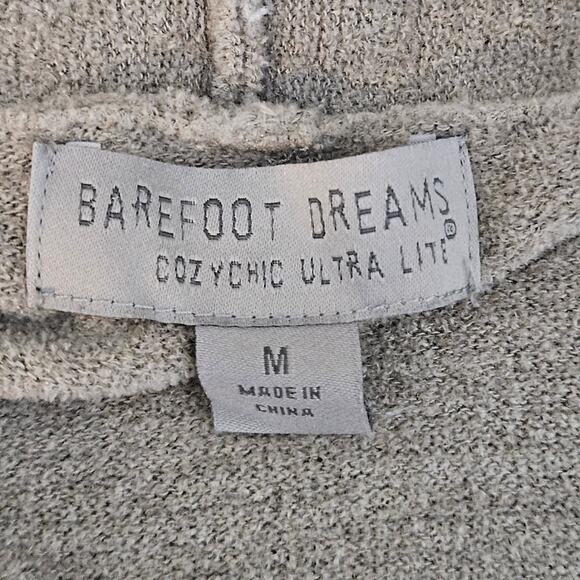 BAREFOOT DREAMS®
COZYCHIC ULTRA LITE
M
MADE IN
CHINA